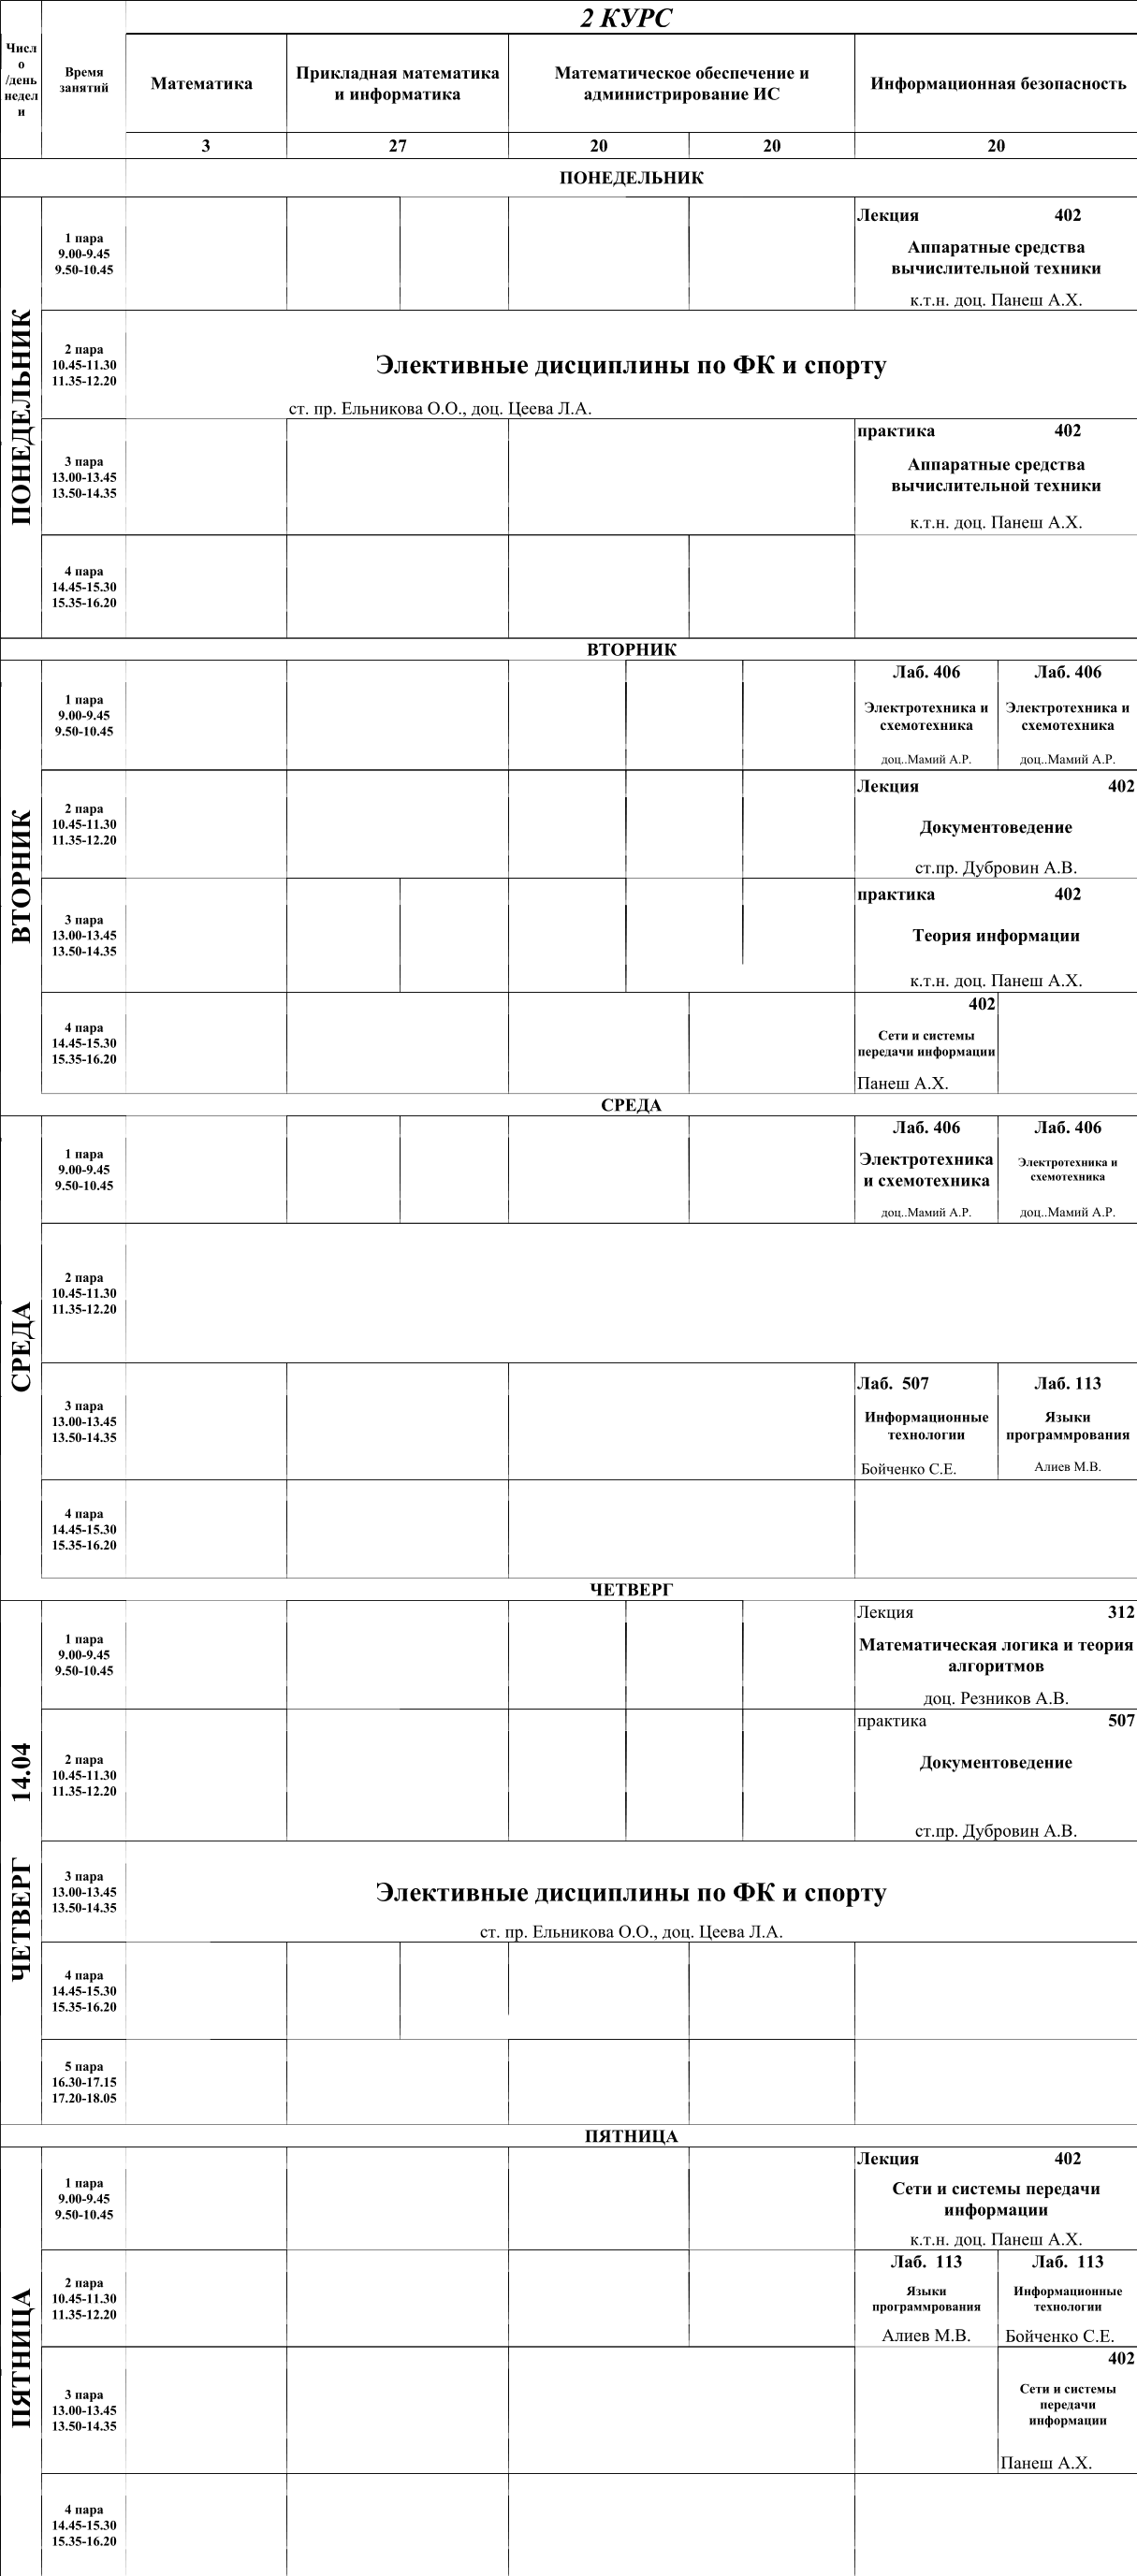 2 КУРС
Числ
о
/день
недел
и
Время
занятий
Математика
Прикладная математика
и информатика
Математическое обеспечение и
администрирование ИС
Информационная безопасность
3 27 20 20 20
ПОНЕДЕЛЬНИК
ПОНЕДЕЛЬНИК
1 пара
9.00-9.45
9.50-10.45
Лекция 402
Аппаратные средства
вычислительной техники
к.т.н. доц. Панеш А.Х.
2 пара
10.45-11.30
11.35-12.20
Элективные дисциплины по ФК и спорту
ст. пр. Ельникова О.О., доц. Цеева Л.А.
3 пара
13.00-13.45
13.50-14.35
практика 402
Аппаратные средства
вычислительной техники
к.т.н. доц. Панеш А.Х.
4 пара
14.45-15.30
15.35-16.20
ВТОРНИК
ВТОРНИК
1 пара
9.00-9.45
9.50-10.45
Лаб. 406
Электротехника и
схемотехника
доц..Мамий А.Р.
Лаб. 406
Электротехника и
схемотехника
доц..Мамий А.Р.
2 пара
10.45-11.30
11.35-12.20
Лекция 402
Документоведение
ст.пр. Дубровин А.В.
3 пара
13.00-13.45
13.50-14.35
практика 402
Теория информации
к.т.н. доц. Панеш А.Х.
4 пара
14.45-15.30
15.35-16.20
402
Сети и системы
передачи информации
Панеш А.Х.
СРЕДА
СРЕДА
1 пара
9.00-9.45
9.50-10.45
Лаб. 406
Электротехника
и схемотехника
доц..Мамий А.Р.
Лаб. 406
Электротехника и
схемотехника
доц..Мамий А.Р.
2 пара
10.45-11.30
11.35-12.20
3 пара
13.00-13.45
13.50-14.35
Лаб. 507
Информационные
технологии
Бойченко С.Е.
Лаб. 113
Языки
программрования
Алиев М.В.
4 пара
14.45-15.30
15.35-16.20
ЧЕТВЕРГ
ЧЕТВЕРГ 14.04
1 пара
9.00-9.45
9.50-10.45
Лекция 312
Математическая логика и теория
алгоритмов
доц. Резников А.В.
2 пара
10.45-11.30
11.35-12.20
практика 507
Документоведение
ст.пр. Дубровин А.В.
3 пара
13.00-13.45
13.50-14.35
Элективные дисциплины по ФК и спорту
ст. пр. Ельникова О.О., доц. Цеева Л.А.
4 пара
14.45-15.30
15.35-16.20
5 пара
16.30-17.15
17.20-18.05
ПЯТНИЦА
ПЯТНИЦА
1 пара
9.00-9.45
9.50-10.45
Лекция 402
Сети и системы передачи
информации
к.т.н. доц. Панеш А.Х.
2 пара
10.45-11.30
11.35-12.20
Лаб. 113
Языки
программрования
Алиев М.В.
Лаб. 113
Информационные
технологии
Бойченко С.Е.
3 пара
13.00-13.45
13.50-14.35
402
Сети и системы
передачи
информации
Панеш А.Х.
4 пара
14.45-15.30
15.35-16.20